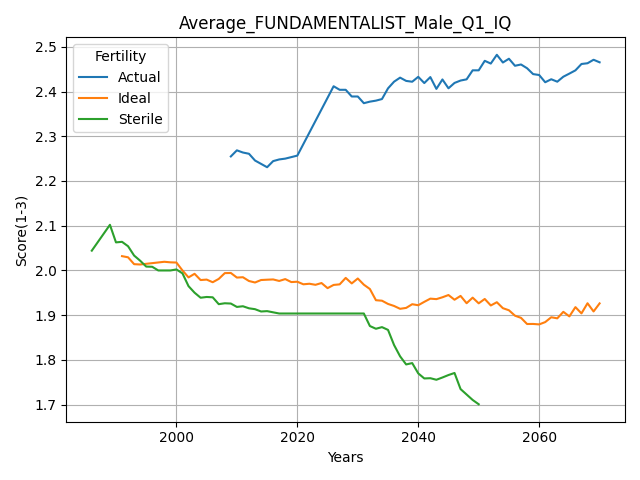 Average_FUNDAMENTALIST_Male_Q1_IQ
Fertility
Actual
Ideal
Sterile
Score(1-3)
2.5
2.4
2.3
2.2
2.1
2.0
1.9
1.8
1.7
2000 2020 2040 2060
Years